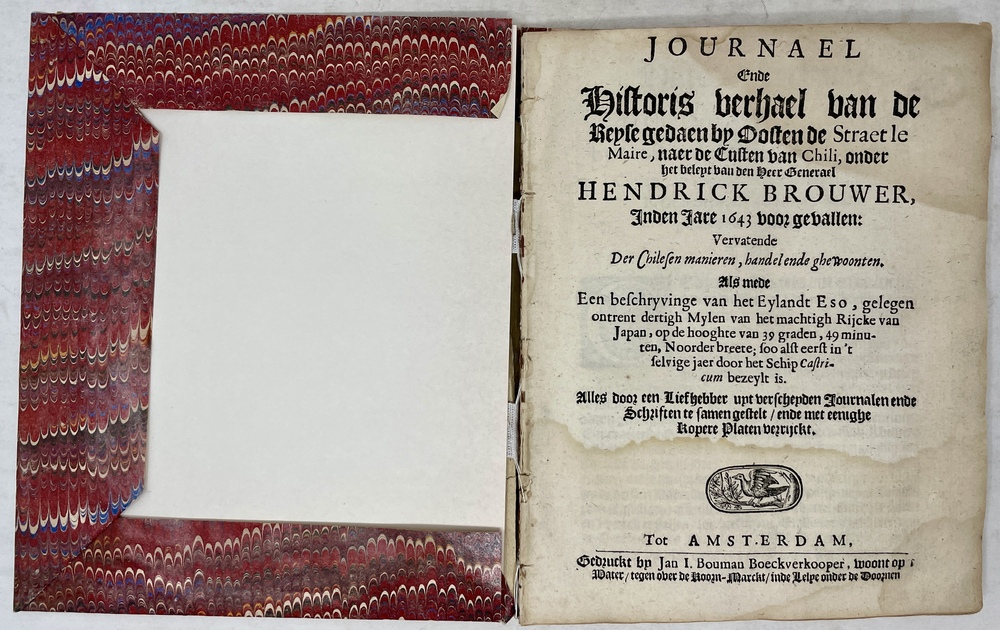 JOURNAEL
Ende
Historis verhael van de
Reyse gedaen by Oosten de Straet le
Maire, naer de Custen van Chili, onder
het beleyt van den Heer Generael
HENDRICK BROUWER,
Inden Jare 1643 voor gevallen:
Vervatende
Der Chilesen manieren, handel ende ghewoonten.
Als mede
Een beschryvinge van het Eylandt Eso, gelegen
ontrent dertigh Mylen van het machtigh Rijcke van
Japan, op de hooghte van 39 graden, 49 minu-
ten, Noorder breete; soo alst eerst in 't
selvige jaer door het Schip Castri-
cum bezeylt is.
Alles door een Liefhebber uyt verscheyden Journalen ende
Schriften te samen gestelt / ende met eenighe
Kopere Platen verrijckt.
Tot AMSTERDAM,
Gedruckt by Jan I. Bouman Boeckverkooper, woont op
Water / tegen over de Koorn-Marckt / inde Lelye onder de Doornen